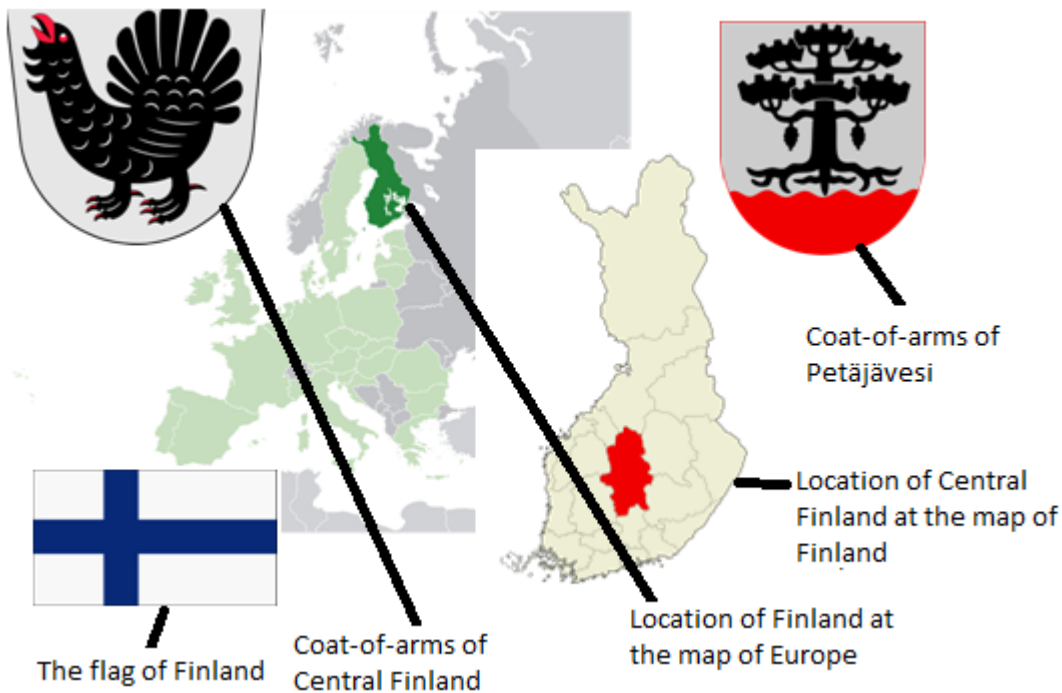 Coat-of-arms of
Petäjävesi
Location of Central
Finland at the map of
Finland
Location of Finland at
the map of Europe
Coat-of-arms of
Central Finland
The flag of Finland